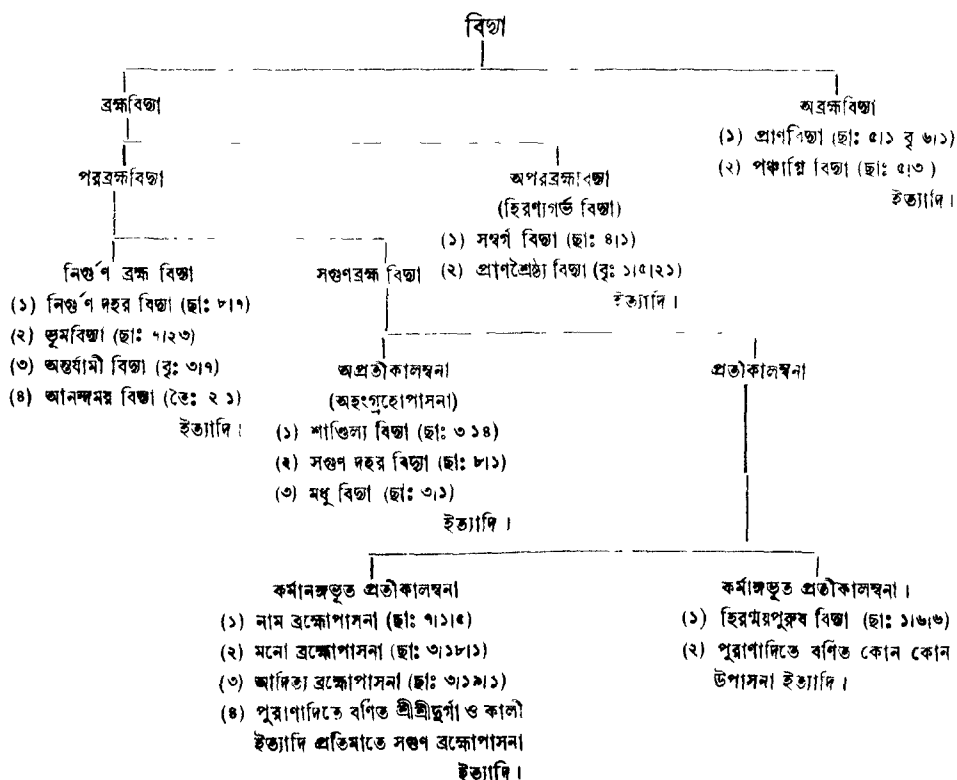 বিদ্যা
ব্রহ্মবিদ্যা
অব্রহ্মবিদ্যা
(১) প্রাণবিদ্যা (ছাঃ ৫।১ বৃ ৬।১)
(২) পঞ্চাগ্নি বিদ্যা (ছাঃ ৫।৩)
ইত্যাদি।
পরব্রহ্মবিদ্যা
অপরব্রহ্মবিদ্যা
(হিরণ্যগর্ভ বিদ্যা)
(১) সম্বর্গ বিদ্যা (ছাঃ ৪।১)
(২) প্রাণশ্রৈষ্ঠ্য বিদ্যা (বৃঃ ১।৫।২১)
ইত্যাদি।
নির্গুণ ব্রহ্ম বিদ্যা
(১) নির্গুণ দহর বিদ্যা (ছাঃ ৮।৭)
(২) ভূমবিদ্যা (ছাঃ ৭।২৩)
(৩) অন্তর্যামী বিদ্যা (বৃঃ ৩।৭)
(৪) আনন্দময় বিদ্যা (তৈঃ ২ ১)
ইত্যাদি।
সগুণব্রহ্ম বিদ্যা
অপ্রতীকালম্বনা
(অহংগ্রহোপাসনা)
(১) শাণ্ডিল্য বিদ্যা (ছাঃ ৩ ১৪)
(২) সগুণ দহর বিদ্যা (ছাঃ ৮।১)
(৩) মধু বিদ্যা (ছাঃ ৩।১)
ইত্যাদি।
প্রতীকালম্বনা
কর্মানঙ্গভূত প্রতীকালম্বনা
(১) নাম ব্রহ্মোপাসনা (ছাঃ ৭।১।৫)
(২) মনো ব্রহ্মোপাসনা (ছাঃ ৩।১৮।১)
(৩) আদিত্য ব্রহ্মোপাসনা (ছাঃ ৩।১৯।১)
(৪) পুরাণাদিতে বর্ণিত শ্রীশ্রীদুর্গা ও কালী
ইত্যাদি প্রতিমাতে সগুণ ব্রহ্মোপাসনা
ইত্যাদি।
কর্মাঙ্গভূত প্রতীকালম্বনা।
(১) হিরণ্ময়পুরুষ বিদ্যা (ছাঃ ১।৬।৬)
(২) পুরাণাদিতে বর্ণিত কোন কোন
উপাসনা ইত্যাদি।